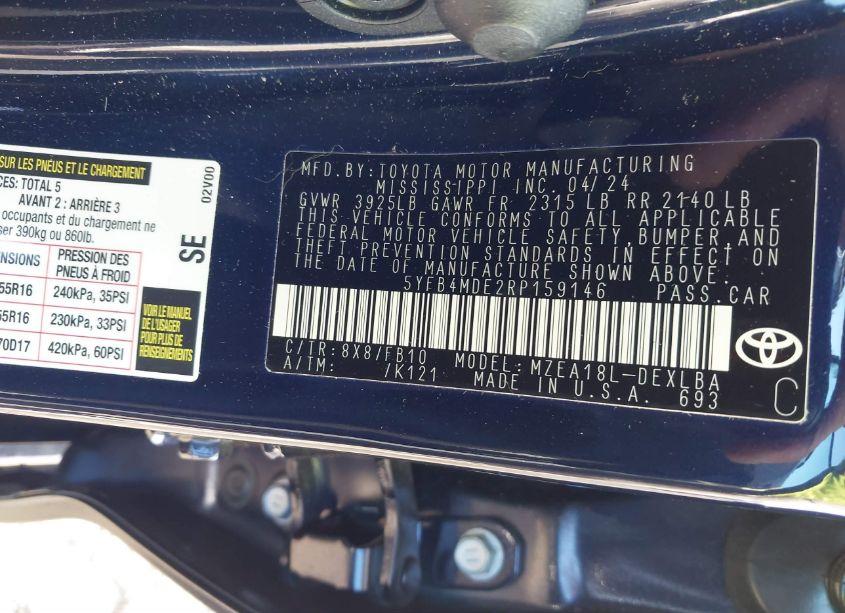 SUR LES PNEUS ET LE CHARGEMENT
TOTAL 5
AVANT 2 : ARRIÈRE 3
occupants et du chargement ne
390kg ou 860lb.
PRESSION DES
PNEUS À FROID
55R16 240kPa, 35PSI
55R16 230kPa, 33PSI
70D17 420kPa, 60PSI
VOIR LE MANUEL
DE L'USAGER
POUR PLUS DE
RENSEIGNEMENTS
SE
02V00
MFD. BY: TOYOTA MOTOR MANUFACTURING
MISSISSIPPI INC. 04/24
GVWR 3925LB GAWR FR 2315 LB RR 2140 LB
THIS VEHICLE CONFORMS TO ALL APPLICABLE
FEDERAL MOTOR VEHICLE SAFETY, BUMPER, AND
THEFT PREVENTION STANDARDS IN EFFECT ON
THE DATE OF MANUFACTURE SHOWN ABOVE.
5YFB4MDE2RP159146 PASS. CAR
C/TR: 8X8/FB10 MODEL: MZEA18L-DEXLBA
A/TM: /K121 MADE IN U.S.A. 693
C